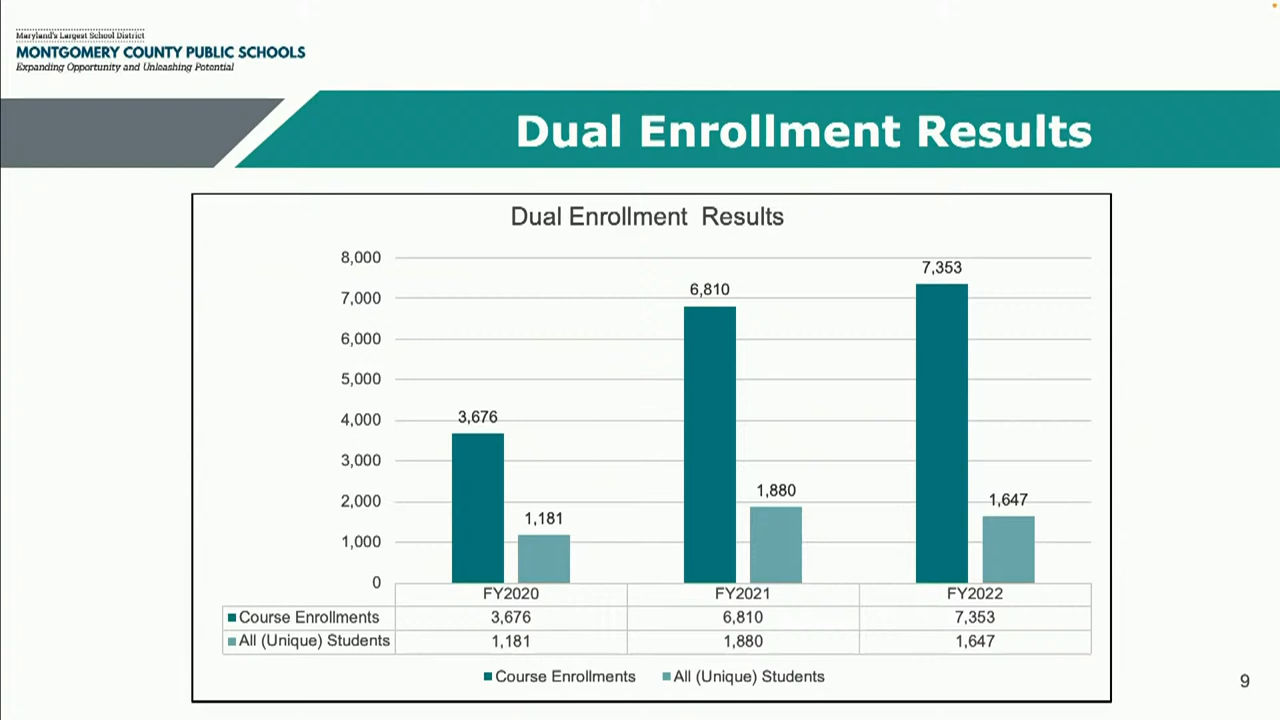 Maryland's Largest School District
MONTGOMERY COUNTY PUBLIC SCHOOLS
Expanding Opportunity and Unleashing Potential
Dual Enrollment Results
Dual Enrollment Results
8,000
7,000
6,000
5,000
4,000
3,000
2,000
1,000
0
3,676
1,181
6,810
1,880
7,353
1,647
FY2020 FY2021 FY2022
Course Enrollments 3,676 6,810 7,353
All (Unique) Students 1,181 1,880 1,647
Course Enrollments All (Unique) Students
9